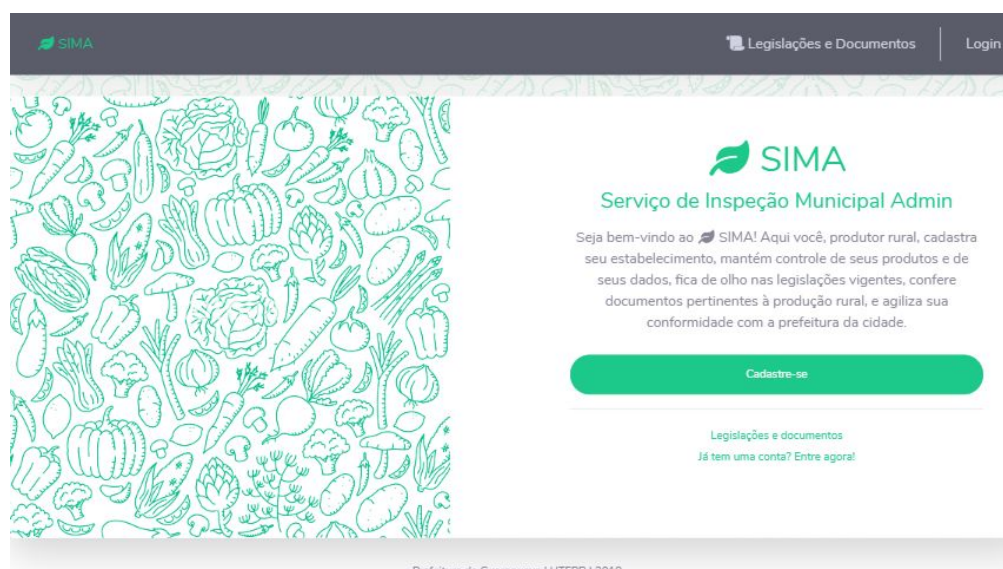 SIMA
Legislações e Documentos
Login
SIMA
Serviço de Inspeção Municipal Admin
Seja bem-vindo ao SIMA! Aqui você, produtor rural, cadastra
seu estabelecimento, mantém controle de seus produtos e de
seus dados, fica de olho nas legislações vigentes, confere
documentos pertinentes à produção rural, e agiliza sua
conformidade com a prefeitura da cidade.
Cadastre-se
Legislações e documentos
Já tem uma conta? Entre agora!